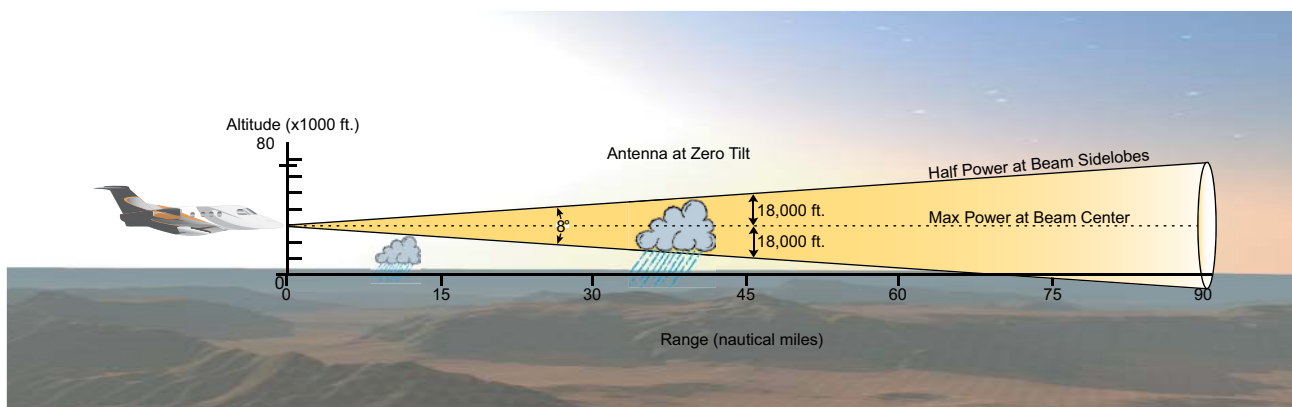 Altitude (x1000 ft.)
80
Antenna at Zero Tilt
Half Power at Beam Sidelobes
18,000 ft.
Max Power at Beam Center
8°
18,000 ft.
0
0
15
30
45
60
75
90
Range (nautical miles)